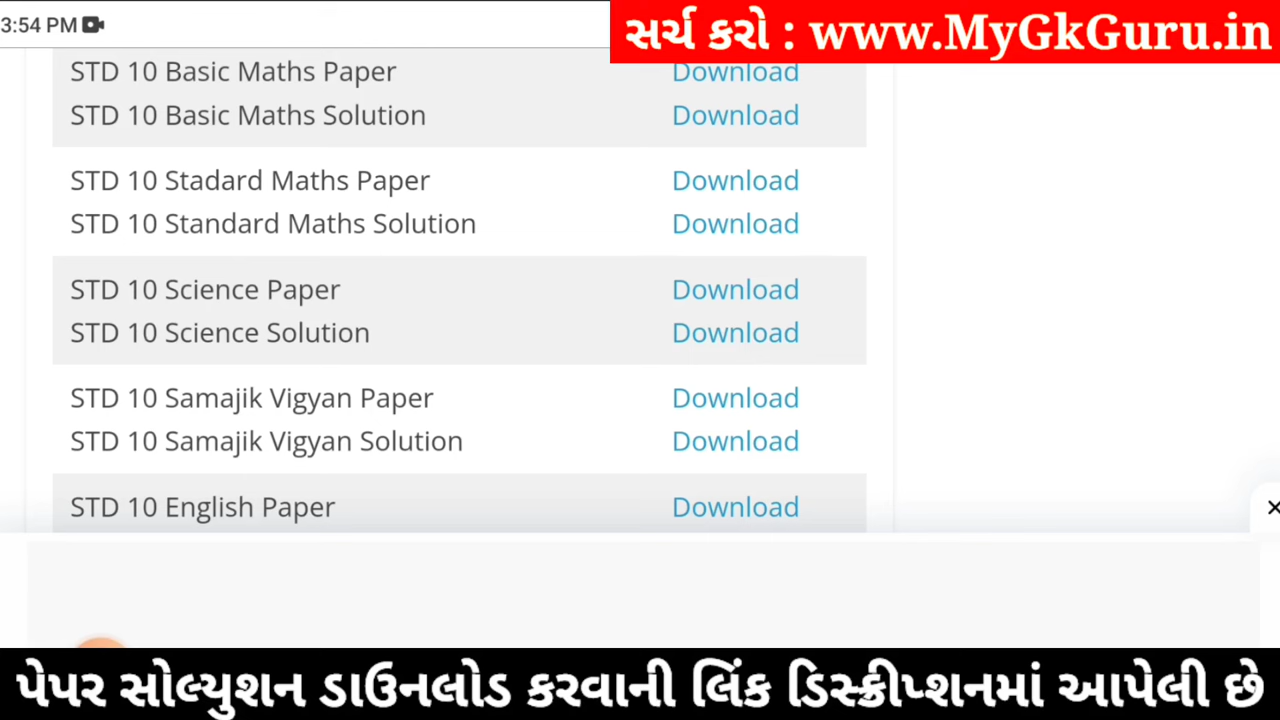 3:54 PM
સર્ચ કરો : www.MyGkGuru.in
STD 10 Basic Maths Paper Download
STD 10 Basic Maths Solution Download
STD 10 Stadard Maths Paper Download
STD 10 Standard Maths Solution Download
STD 10 Science Paper Download
STD 10 Science Solution Download
STD 10 Samajik Vigyan Paper Download
STD 10 Samajik Vigyan Solution Download
STD 10 English Paper Download
પેપર સોલ્યુશન ડાઉનલોડ કરવાની લિંક ડિસ્ક્રીપ્શનમાં આપેલી છે